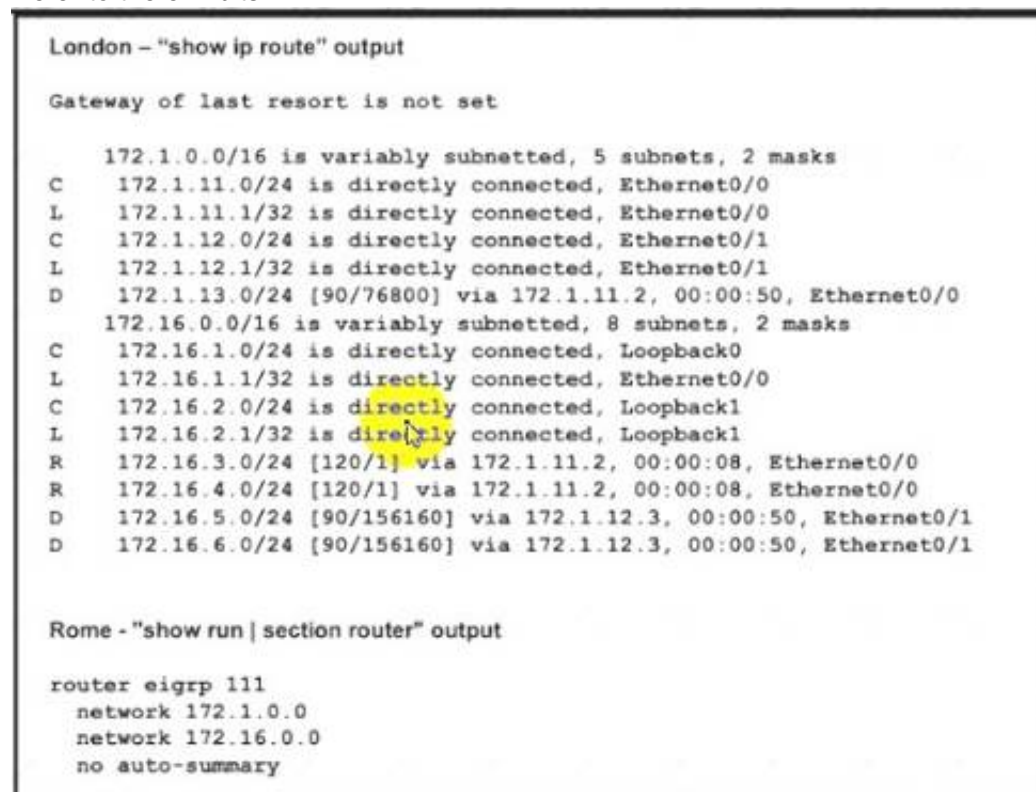 London – "show ip route" output
Gateway of last resort is not set
172.1.0.0/16 is variably subnetted, 5 subnets, 2 masks
C 172.1.11.0/24 is directly connected, Ethernet0/0
L 172.1.11.1/32 is directly connected, Ethernet0/0
C 172.1.12.0/24 is directly connected, Ethernet0/1
L 172.1.12.1/32 is directly connected, Ethernet0/1
D 172.1.13.0/24 [90/76800] via 172.1.11.2, 00:00:50, Ethernet0/0
172.16.0.0/16 is variably subnetted, 8 subnets, 2 masks
C 172.16.1.0/24 is directly connected, Loopback0
L 172.16.1.1/32 is directly connected, Ethernet0/0
C 172.16.2.0/24 is directly connected, Loopback1
L 172.16.2.1/32 is directly connected, Loopback1
R 172.16.3.0/24 [120/1] via 172.1.11.2, 00:00:08, Ethernet0/0
R 172.16.4.0/24 [120/1] via 172.1.11.2, 00:00:08, Ethernet0/0
D 172.16.5.0/24 [90/156160] via 172.1.12.3, 00:00:50, Ethernet0/1
D 172.16.6.0/24 [90/156160] via 172.1.12.3, 00:00:50, Ethernet0/1
Rome - "show run | section router" output
router eigrp 111
network 172.1.0.0
network 172.16.0.0
no auto-summary